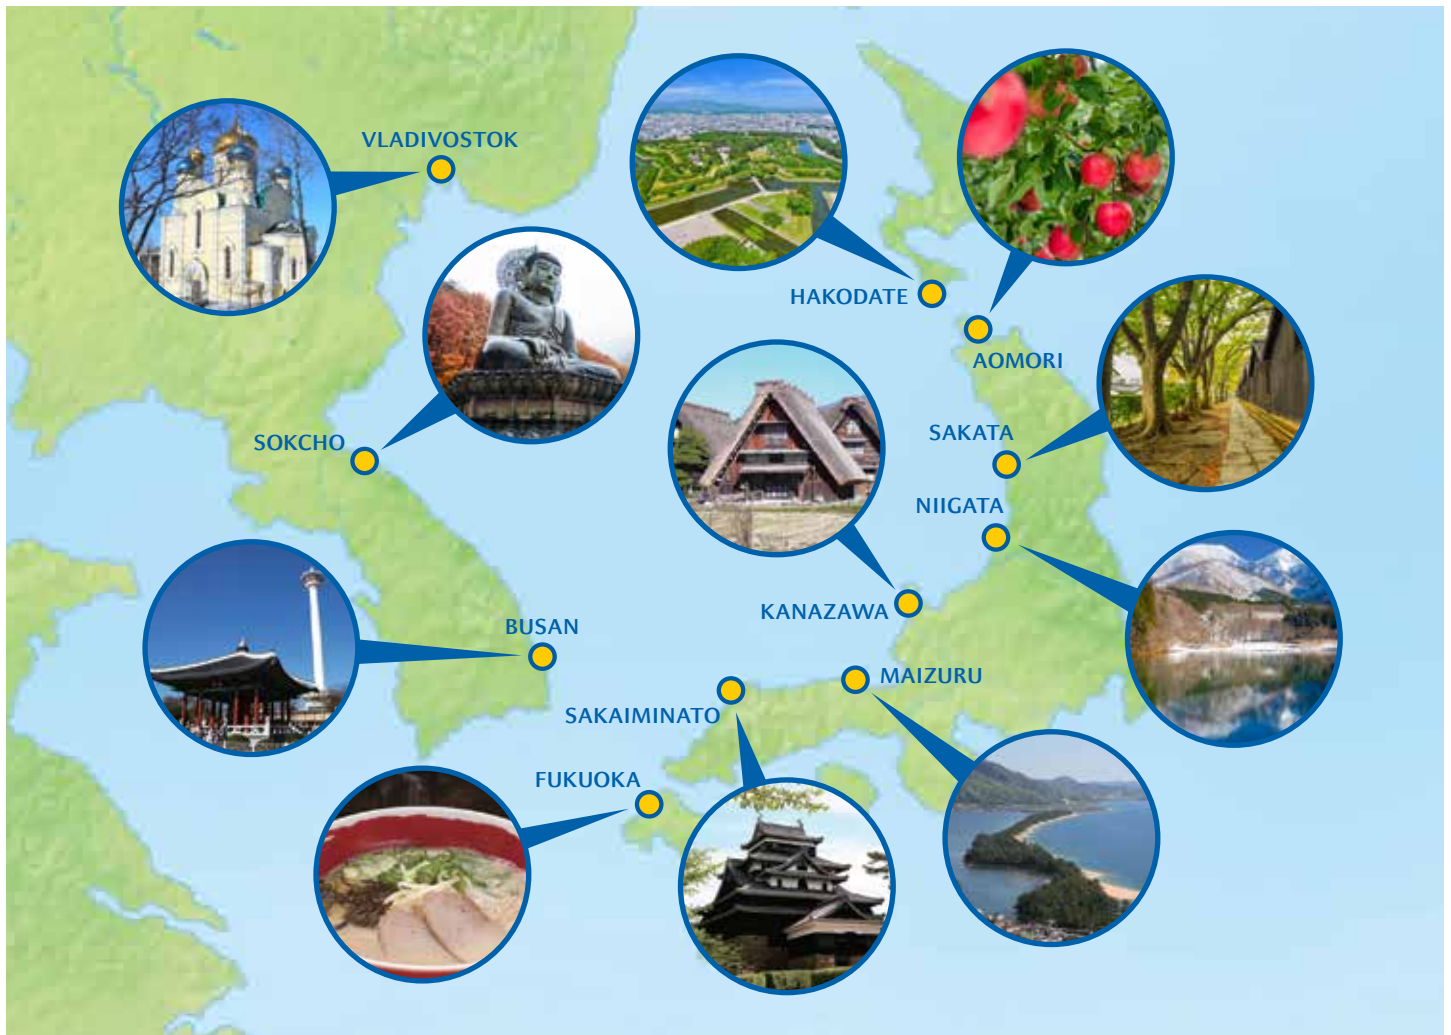 VLADIVOSTOK
HAKODATE
AOMORI
SOKCHO
SAKATA
NIIGATA
KANAZAWA
BUSAN
MAIZURU
SAKAIMINATO
FUKUOKA